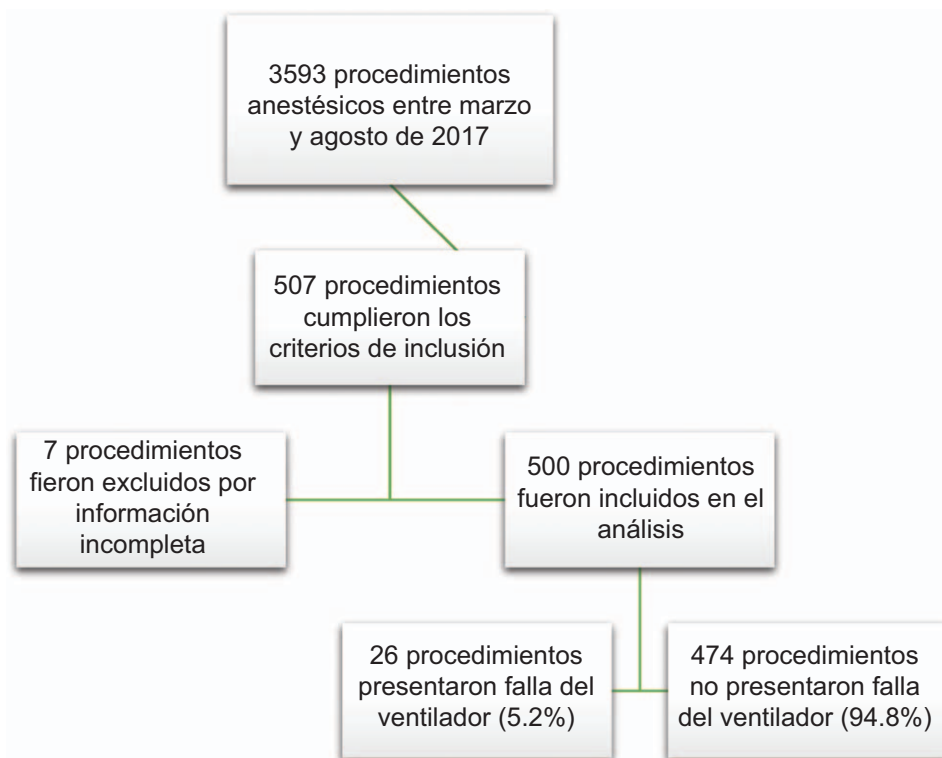 3593 procedimientos
anestésicos entre marzo
y agosto de 2017
507 procedimientos
cumplieron los
criterios de inclusión
7 procedimientos
fieron excluidos por
información
incompleta
500 procedimientos
fueron incluidos en el
análisis
26 procedimientos
presentaron falla del
ventilador (5.2%)
474 procedimientos
no presentaron falla
del ventilador (94.8%)